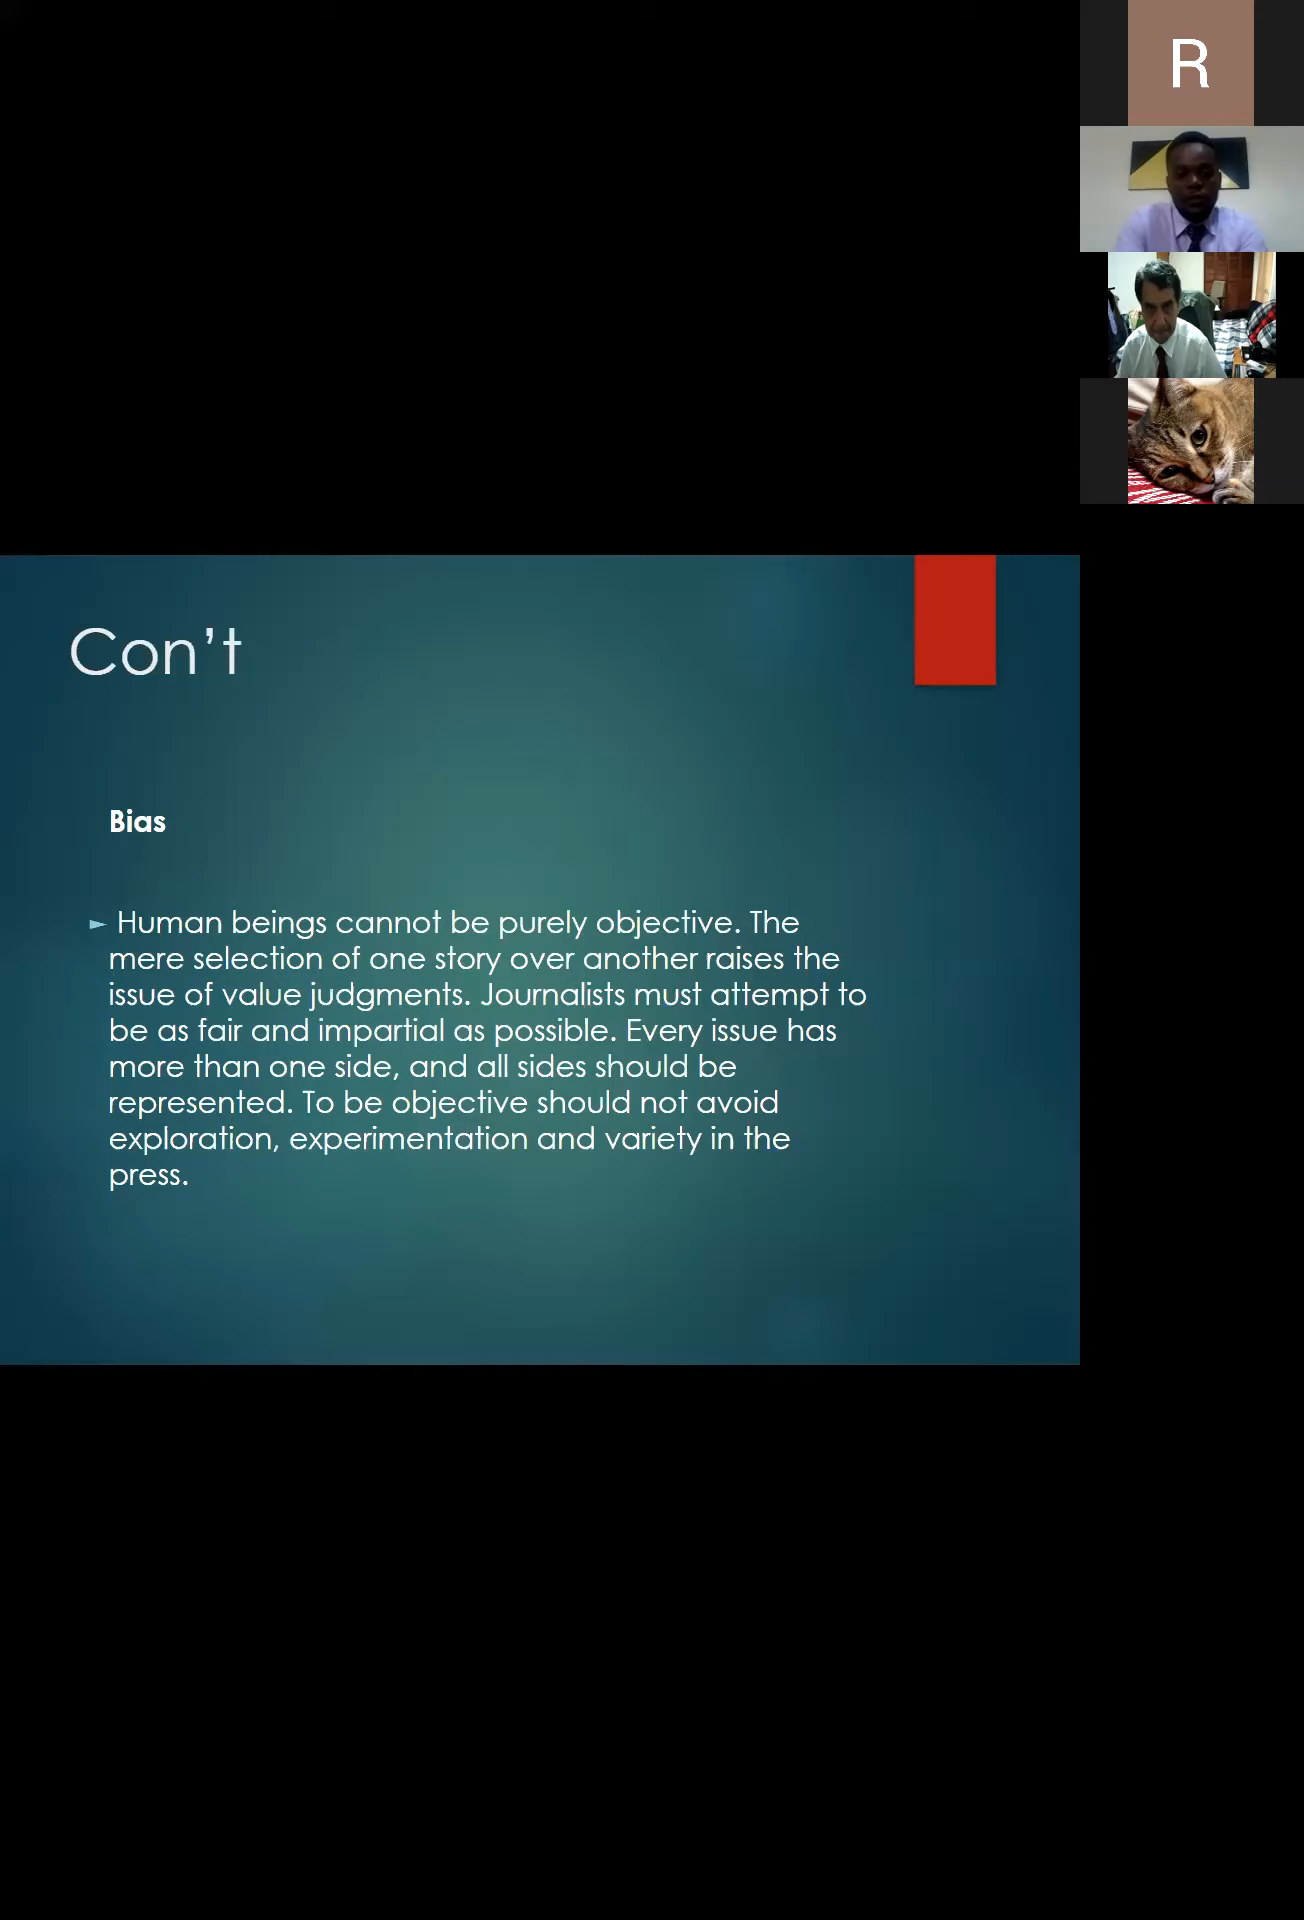 R
Con’t
Bias
► Human beings cannot be purely objective. The
mere selection of one story over another raises the
issue of value judgments. Journalists must attempt to
be as fair and impartial as possible. Every issue has
more than one side, and all sides should be
represented. To be objective should not avoid
exploration, experimentation and variety in the
press.